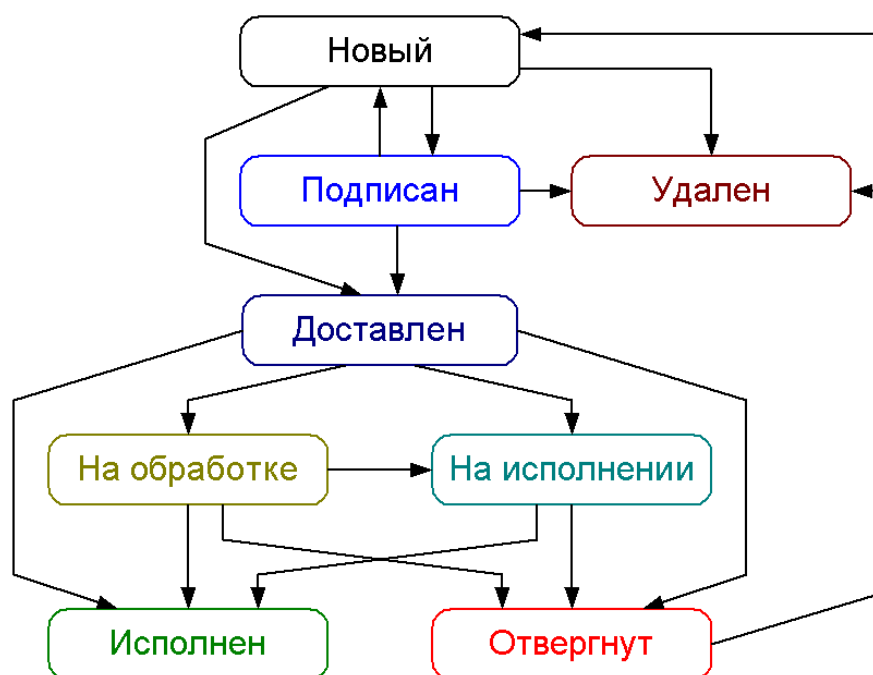 Новый
Подписан
Удален
Доставлен
На обработке
На исполнении
Исполнен
Отвергнут